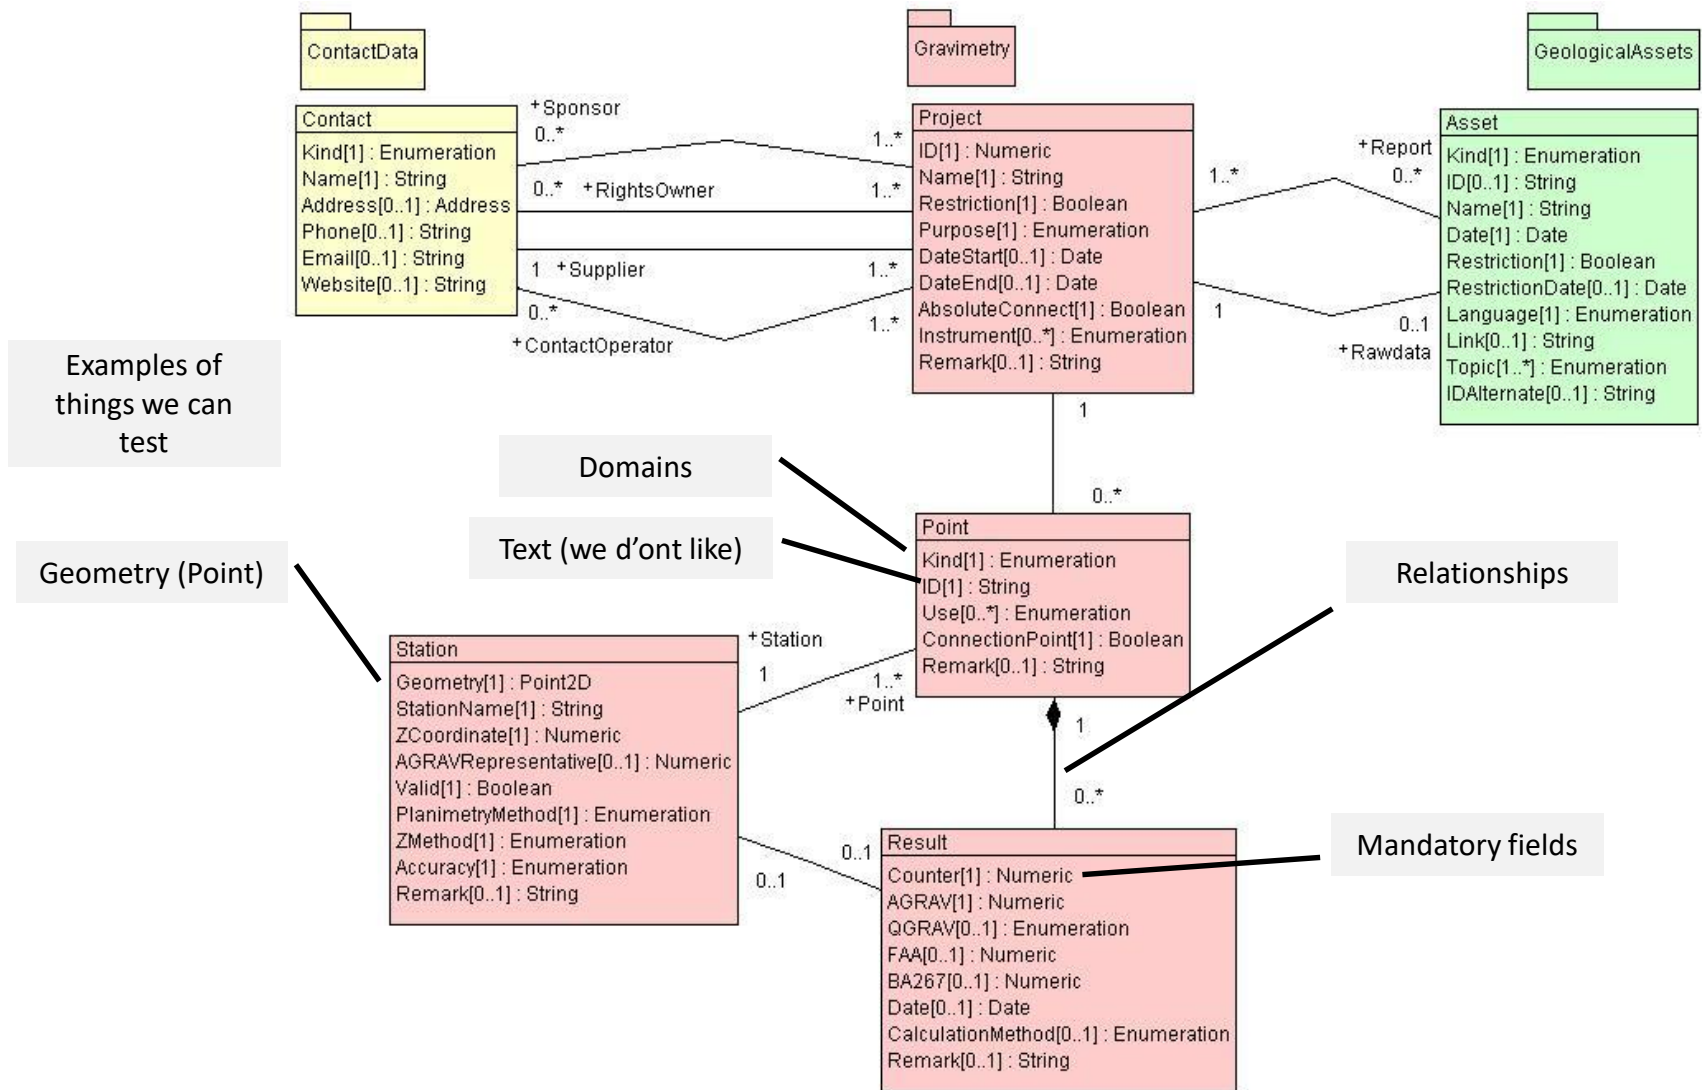 ContactData
Gravimetry
GeologicalAssets
Contact
Kind[1] : Enumeration
Name[1] : String
Address[0..1] : Address
Phone[0..1] : String
Email[0..1] : String
Website[0..1] : String
+Sponsor
0..*
1..*
0..* +RightsOwner
1..*
1 +Supplier
1..*
0..*
1..*
+ContactOperator
Project
ID[1] : Numeric
Name[1] : String
Restriction[1] : Boolean
Purpose[1] : Enumeration
DateStart[0..1] : Date
DateEnd[0..1] : Date
AbsoluteConnect[1] : Boolean
Instrument[0..*] : Enumeration
Remark[0..1] : String
+Report
1..*
0..*
1
0..1
+Rawdata
Asset
Kind[1] : Enumeration
ID[0..1] : String
Name[1] : String
Date[1] : Date
Restriction[1] : Boolean
RestrictionDate[0..1] : Date
Language[1] : Enumeration
Link[0..1] : String
Topic[1..*] : Enumeration
IDAlternate[0..1] : String
Examples of
things we can
test
1
0..*
Domains
Text (we d'ont like)
Geometry (Point)
Relationships
Mandatory fields
Point
Kind[1] : Enumeration
ID[1] : String
Use[0..*] : Enumeration
ConnectionPoint[1] : Boolean
Remark[0..1] : String
+Station
1
1..*
+Point
1
0..*
Station
Geometry[1] : Point2D
StationName[1] : String
ZCoordinate[1] : Numeric
AGRAVRepresentative[0..1] : Numeric
Valid[1] : Boolean
PlanimetryMethod[1] : Enumeration
ZMethod[1] : Enumeration
Accuracy[1] : Enumeration
Remark[0..1] : String
0..1
0..1
Result
Counter[1] : Numeric
AGRAV[1] : Numeric
QGRAV[0..1] : Enumeration
FAA[0..1] : Numeric
BA267[0..1] : Numeric
Date[0..1] : Date
CalculationMethod[0..1] : Enumeration
Remark[0..1] : String